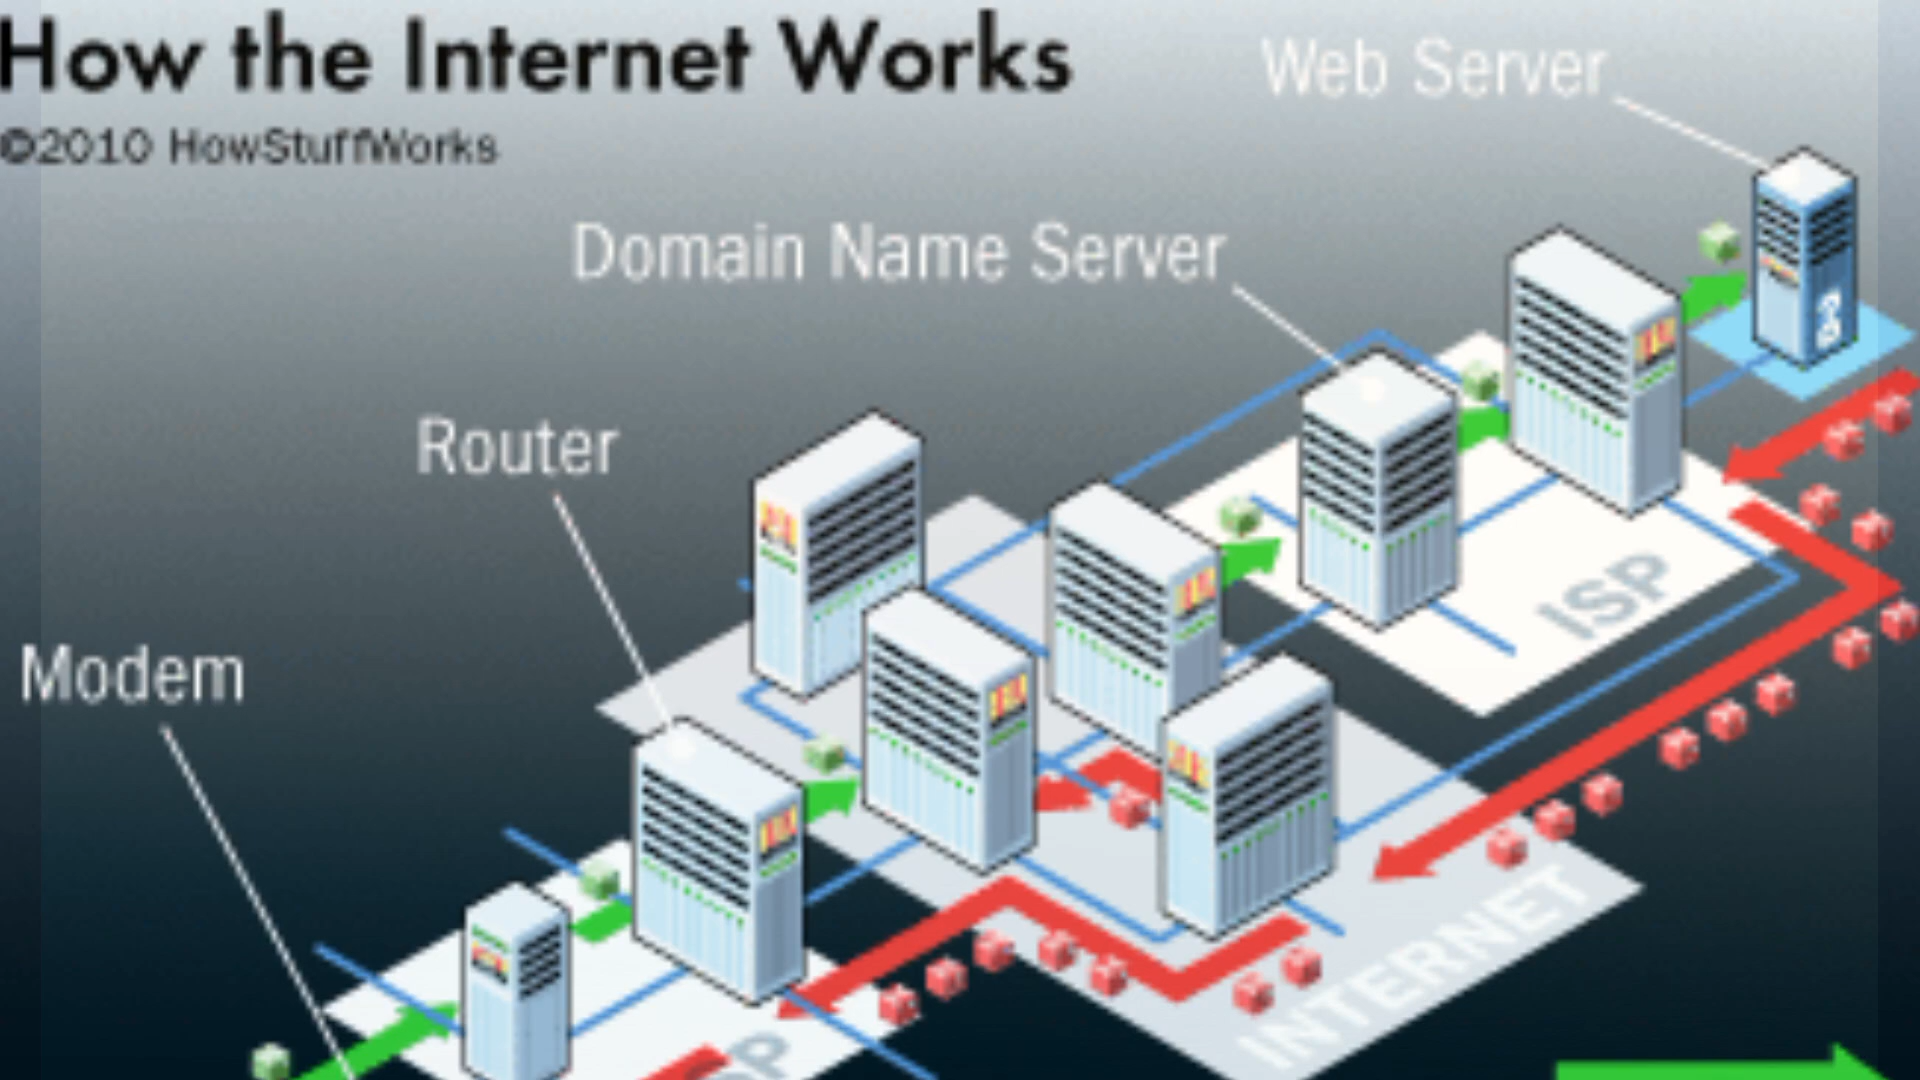 How the Internet Works
©2010 HowStuffWorks
Web Server
Domain Name Server
Router
Modem
ISP
INTERNET